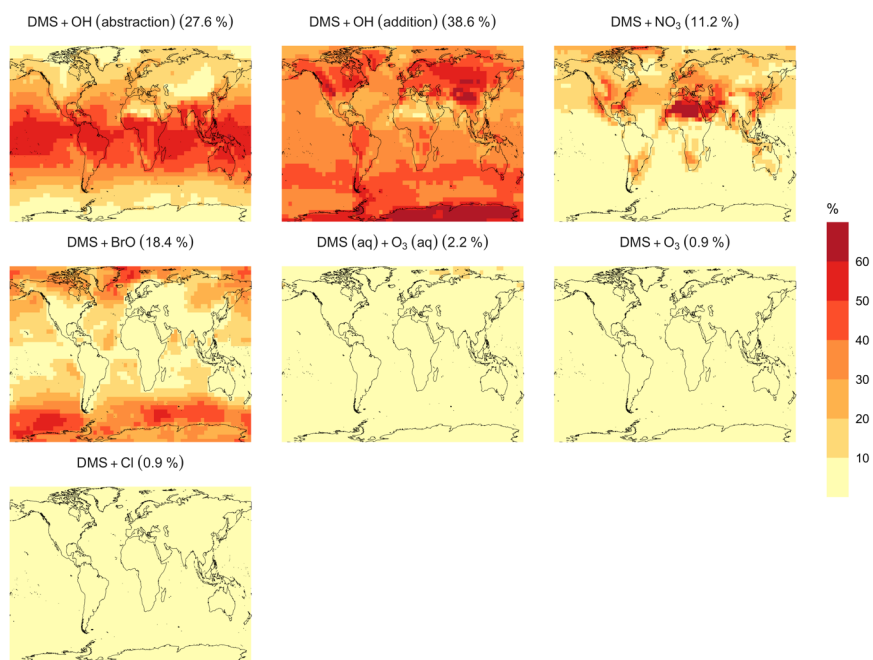 DMS + OH (abstraction) (27.6 %)
DMS + OH (addition) (38.6 %)
DMS + NO₃ (11.2 %)
DMS + BrO (18.4 %)
DMS (aq) + O₃ (aq) (2.2 %)
DMS + O₃ (0.9 %)
%
60
50
40
30
20
10
DMS + Cl (0.9 %)